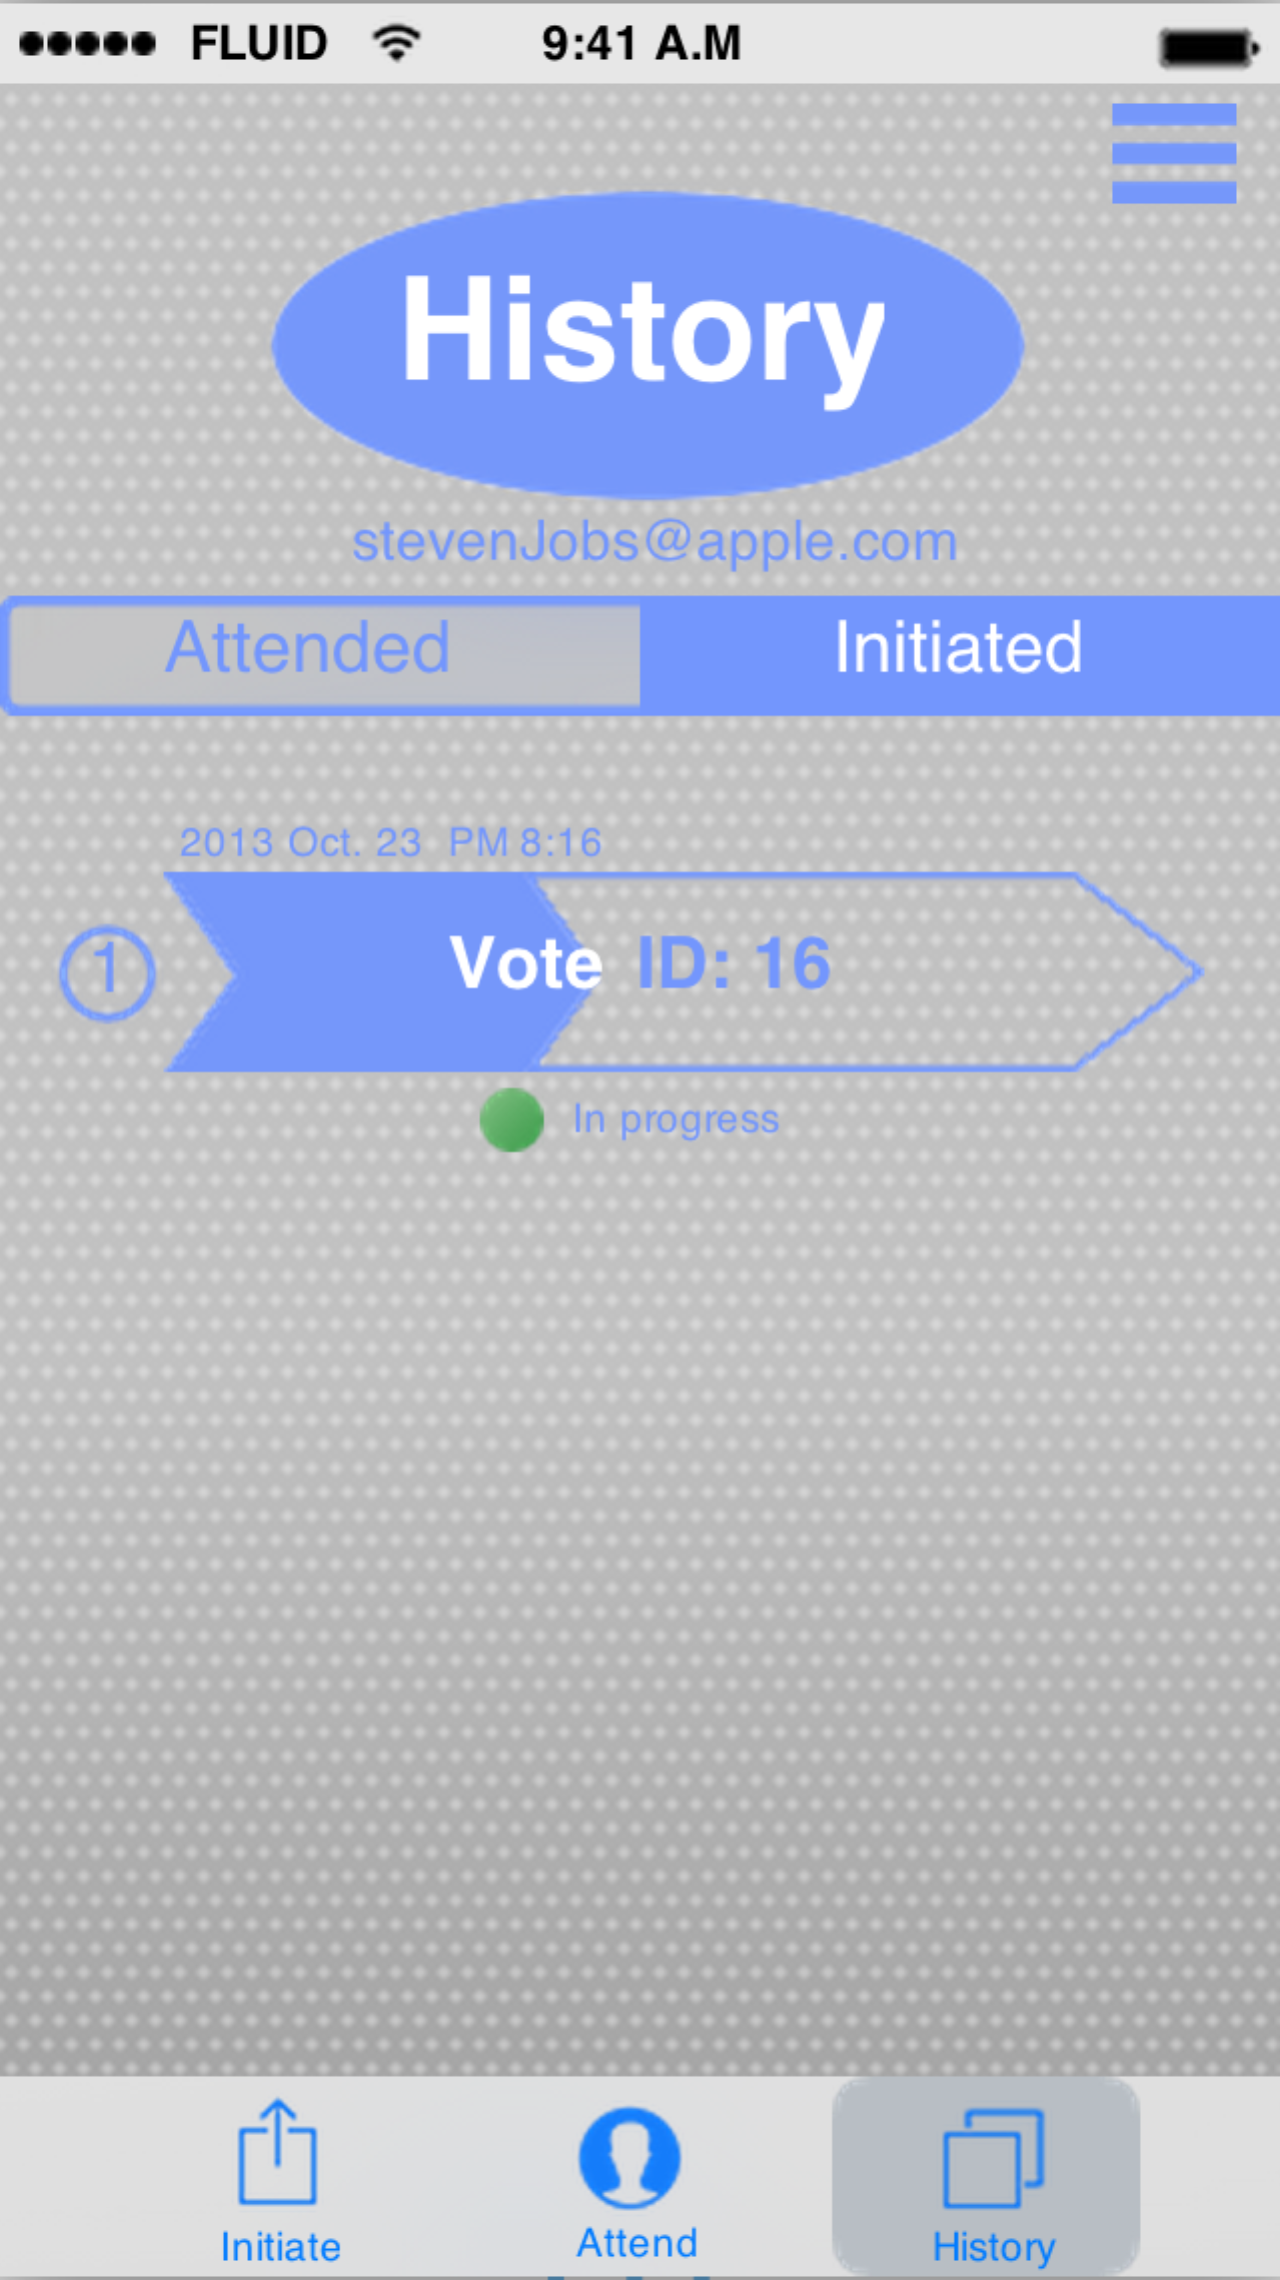 FLUID 9:41 A.M
History
stevenJobs@apple.com
Attended Initiated
2013 Oct. 23 PM 8:16
1 Vote ID: 16
In progress
Initiate Attend History